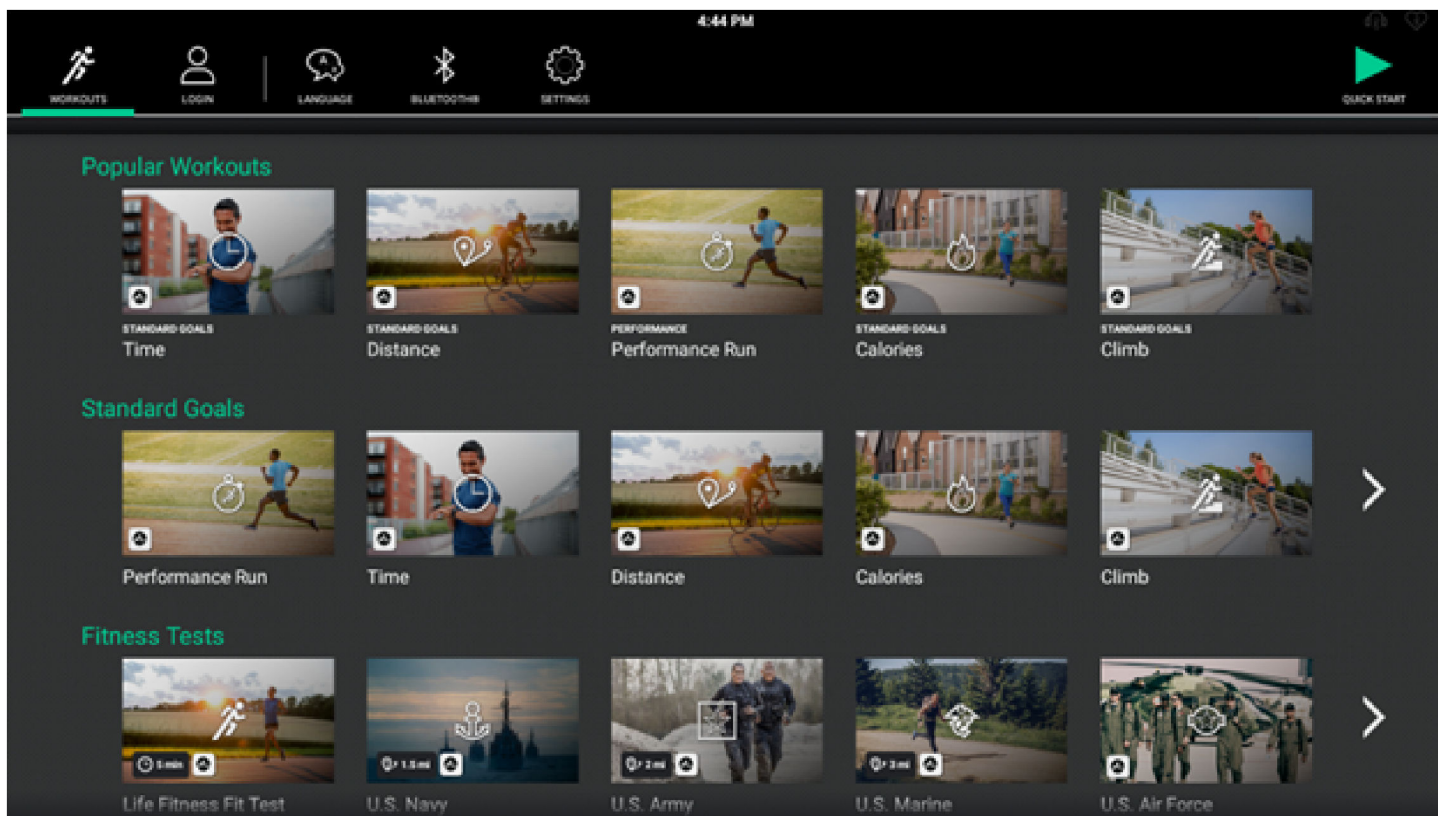 4:44 PM
WORKOUTS
LOGIN
LANGUAGE
BLUETOOTH®
SETTINGS
QUICK START
Popular Workouts
STANDARD GOALS
Time
STANDARD GOALS
Distance
PERFORMANCE
Performance Run
STANDARD GOALS
Calories
STANDARD GOALS
Climb
Standard Goals
Performance Run
Time
Distance
Calories
Climb
Fitness Tests
5 min
1.5 mi
2 mi
3 mi
Life Fitness Fit Test
U.S. Navy
U.S. Army
U.S. Marine
U.S. Air Force